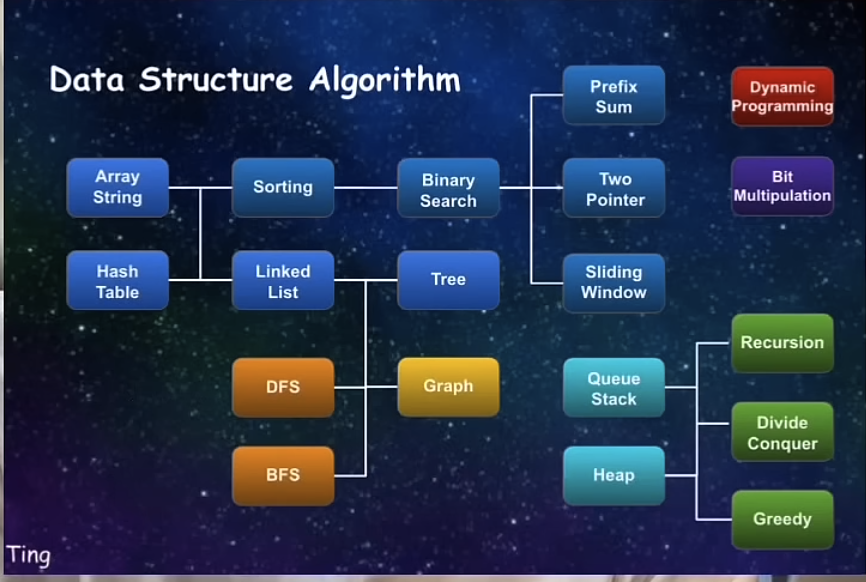 Data Structure Algorithm
Prefix
Sum
Dynamic
Programming
Array
String
Sorting
Binary
Search
Two
Pointer
Bit
Multipulation
Hash
Table
Linked
List
Tree
Sliding
Window
Recursion
DFS
Graph
Queue
Stack
Divide
Conquer
BFS
Heap
Greedy
Ting